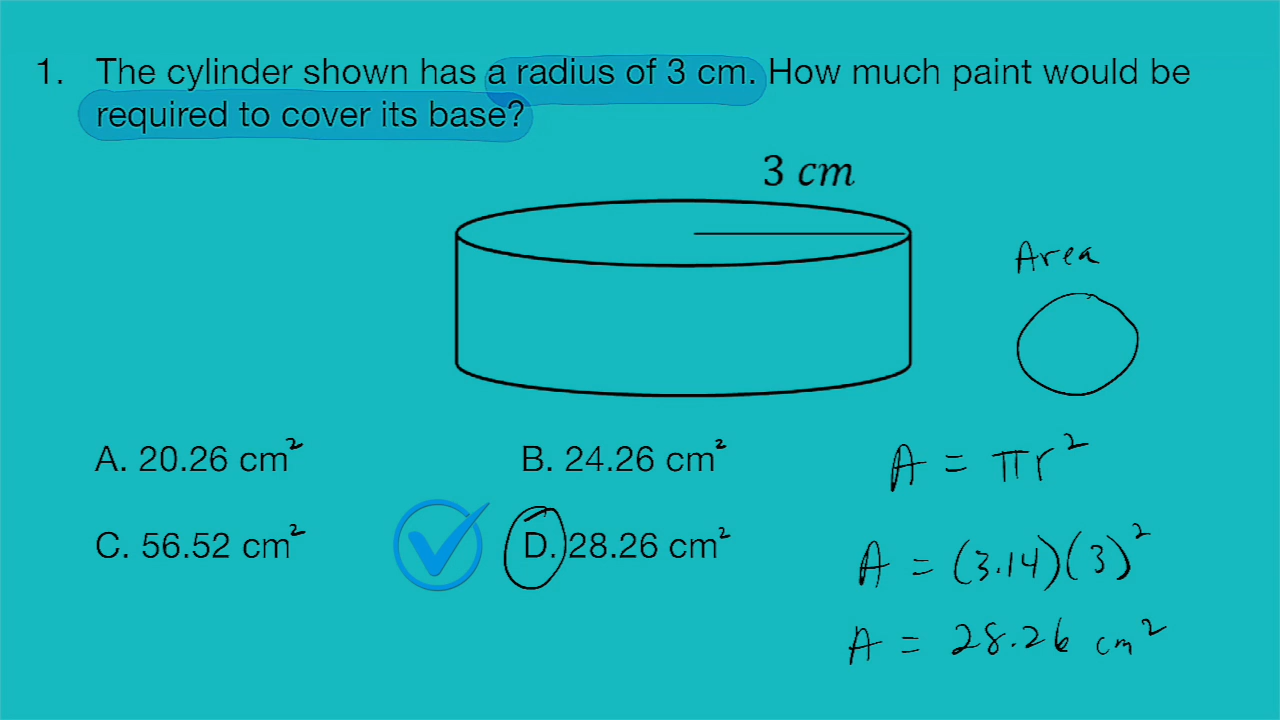 1. The cylinder shown has a radius of 3 cm. How much paint would be
required to cover its base?
3 cm
Area
A. 20.26 cm²
B. 24.26 cm²
C. 56.52 cm²
D. 28.26 cm²
A = πr²
A = (3.14)(3)²
A = 28.26 cm²